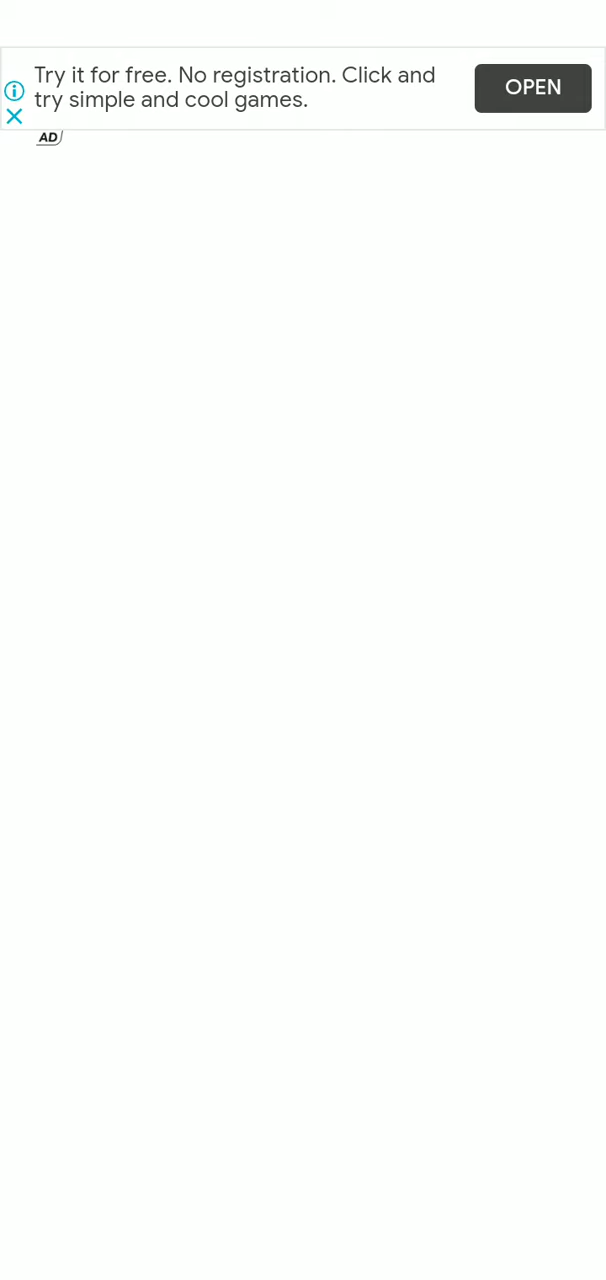 Try it for free. No registration. Click and
try simple and cool games.
OPEN
AD